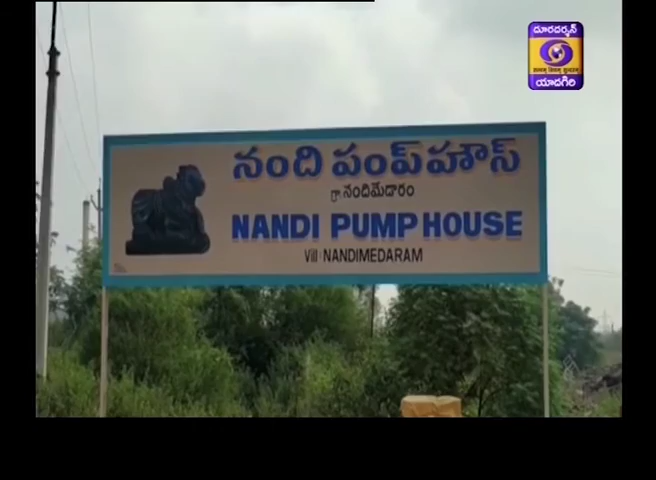 దూరదర్శన్
యాదగిరి
నంది పంప్‌హౌస్
గ్రా. నందిమేడారం
NANDI PUMP HOUSE
Vill : NANDIMEDARAM